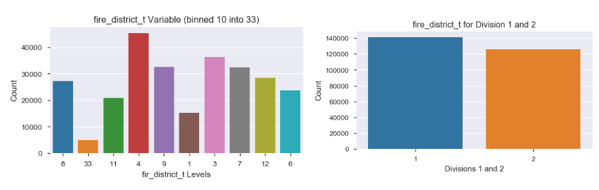 fire_district_t Variable (binned 10 into 33)
Count
40000
30000
20000
10000
0
8 33 11 4 9 1 3 7 12 6
fir_district_t Levels
fire_district_t for Division 1 and 2
Count
140000
120000
100000
80000
60000
40000
20000
0
1 2
Divisions 1 and 2